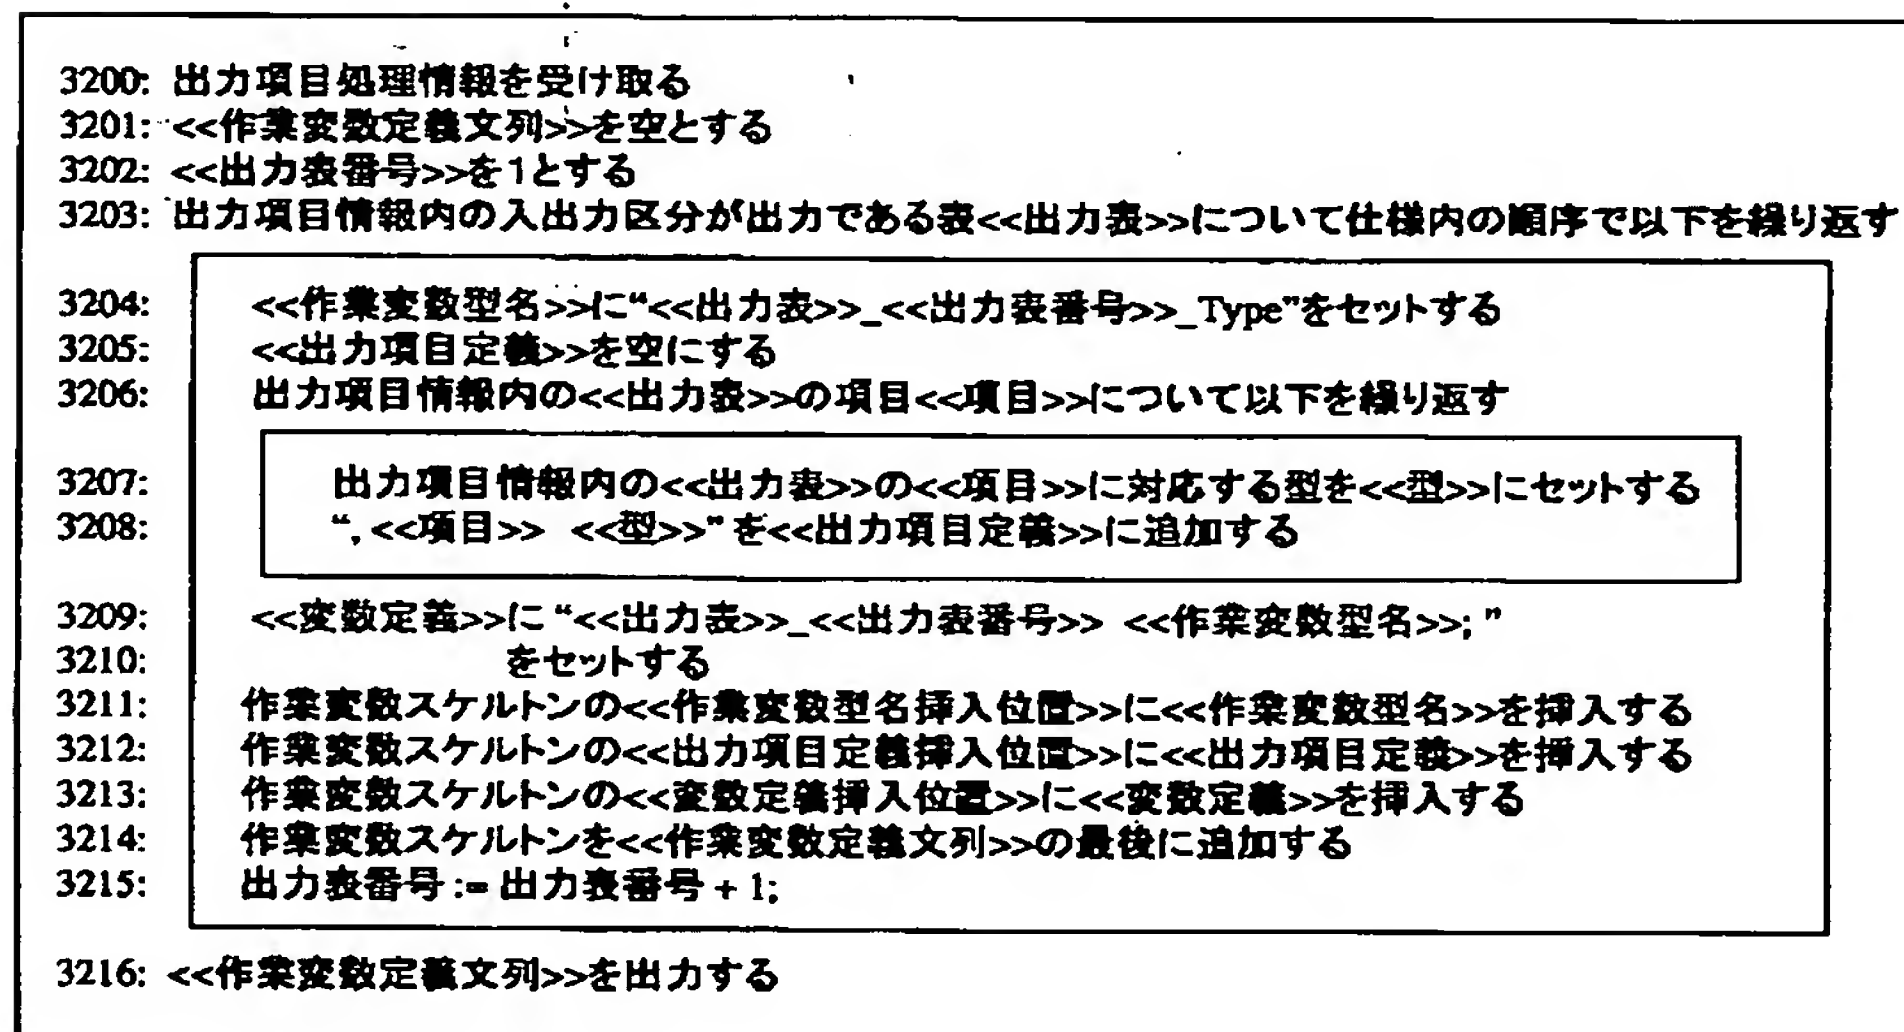 3200: 出力項目処理情報を受け取る
3201: <<作業変数定義文列>>を空とする
3202: <<出力表番号>>を1とする
3203: 出力項目情報内の入出力区分が出力である表<<出力表>>について仕様内の順序で以下を繰り返す
3204: <<作業変数型名>>に“<<出力表>>_<<出力表番号>>_Type”をセットする
3205: <<出力項目定義>>を空にする
3206: 出力項目情報内の<<出力表>>の項目<<項目>>について以下を繰り返す
3207: 出力項目情報内の<<出力表>>の<<項目>>に対応する型を<<型>>にセットする
3208: “, <<項目>> <<型>>” を<<出力項目定義>>に追加する
3209: <<変数定義>>に “<<出力表>>_<<出力表番号>> <<作業変数型名>>; ”
3210: をセットする
3211: 作業変数スケルトンの<<作業変数型名挿入位置>>に<<作業変数型名>>を挿入する
3212: 作業変数スケルトンの<<出力項目定義挿入位置>>に<<出力項目定義>>を挿入する
3213: 作業変数スケルトンの<<変数定義挿入位置>>に<<変数定義>>を挿入する
3214: 作業変数スケルトンを<<作業変数定義文列>>の最後に追加する
3215: 出力表番号 := 出力表番号 + 1;
3216: <<作業変数定義文列>>を出力する